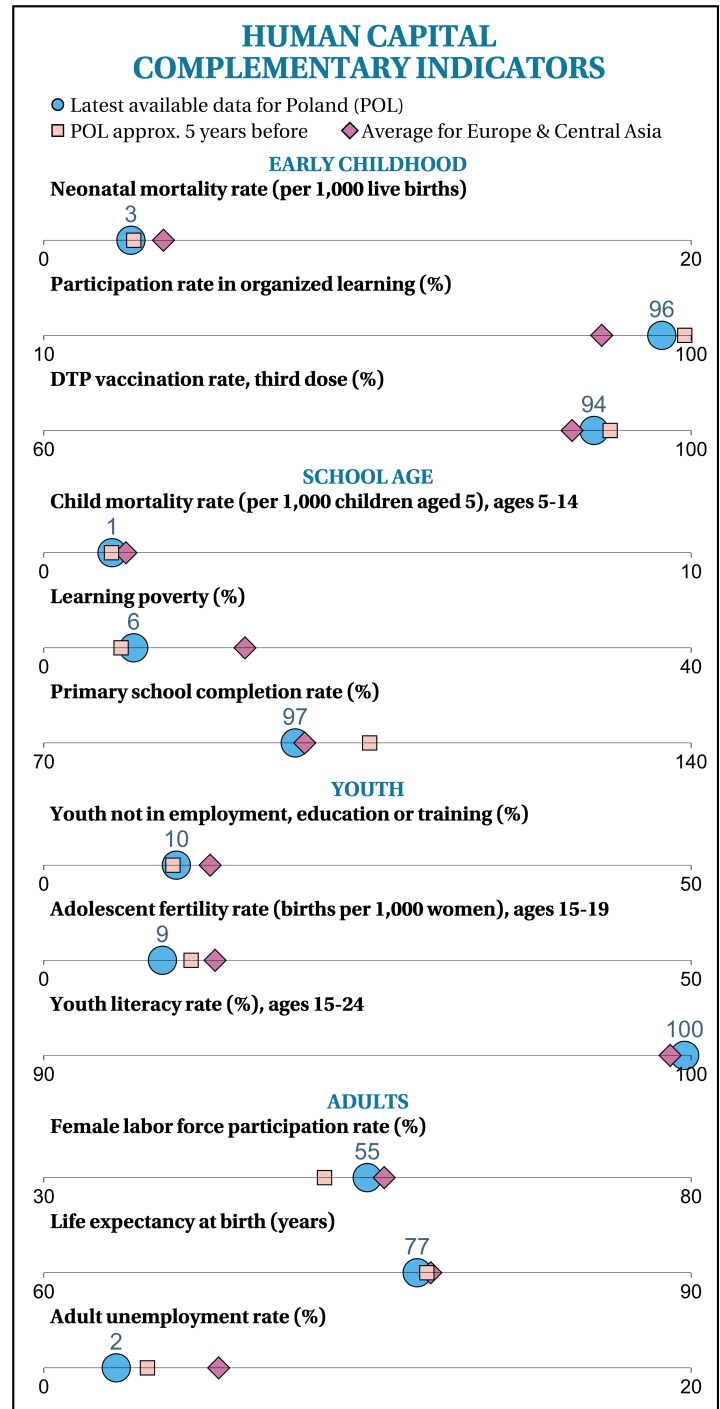 HUMAN CAPITAL
COMPLEMENTARY INDICATORS
Latest available data for Poland (POL)
POL approx. 5 years before Average for Europe & Central Asia
EARLY CHILDHOOD
Neonatal mortality rate (per 1,000 live births)
3
0 20
Participation rate in organized learning (%)
96
10 100
DTP vaccination rate, third dose (%)
94
60 100
SCHOOL AGE
Child mortality rate (per 1,000 children aged 5), ages 5-14
1
0 10
Learning poverty (%)
6
0 40
Primary school completion rate (%)
97
70 140
YOUTH
Youth not in employment, education or training (%)
10
0 50
Adolescent fertility rate (births per 1,000 women), ages 15-19
9
0 50
Youth literacy rate (%), ages 15-24
100
90 100
ADULTS
Female labor force participation rate (%)
55
30 80
Life expectancy at birth (years)
77
60 90
Adult unemployment rate (%)
2
0 20